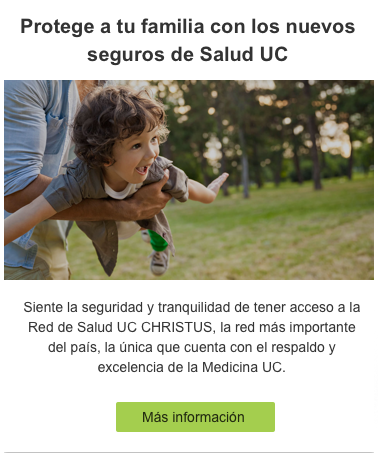 Protege a tu familia con los nuevos
seguros de Salud UC
Siente la seguridad y tranquilidad de tener acceso a la
Red de Salud UC CHRISTUS, la red más importante
del país, la única que cuenta con el respaldo y
excelencia de la Medicina UC.
Más información